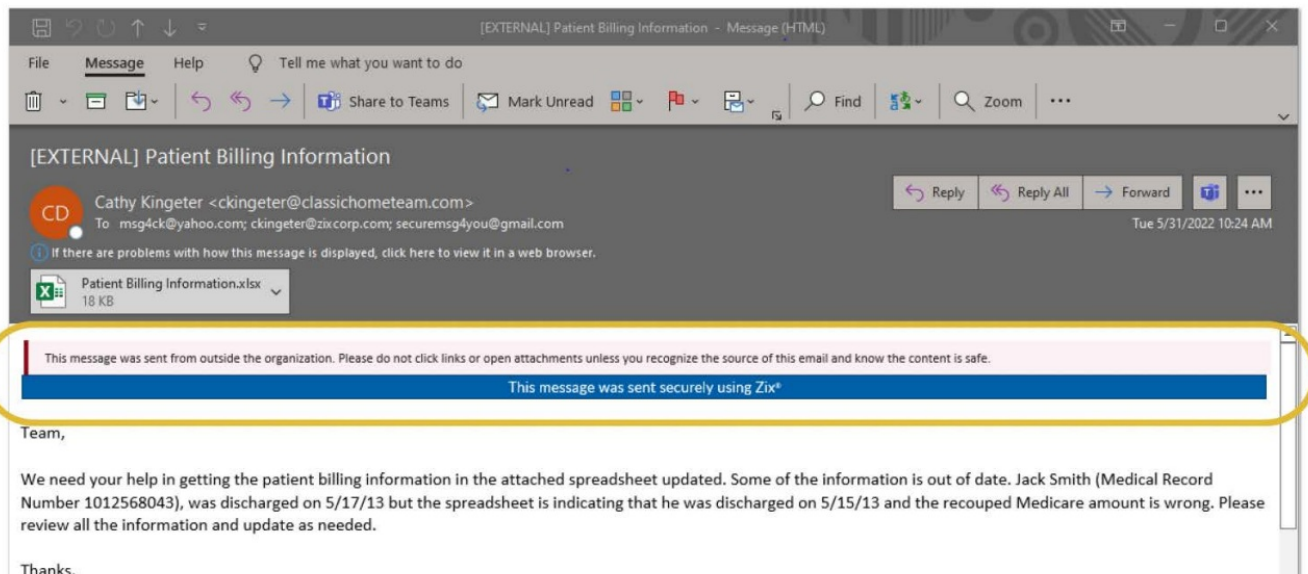 [EXTERNAL] Patient Billing Information - Message (HTML)
File Message Help Tell me what you want to do
Share to Teams Mark Unread Find Zoom ...
[EXTERNAL] Patient Billing Information
CD
Cathy Kingeter <ckingeter@classichometeam.com>
Reply Reply All Forward ...
To msg4ck@yahoo.com; ckingeter@zixcorp.com; securemsg4you@gmail.com
Tue 5/31/2022 10:24 AM
If there are problems with how this message is displayed, click here to view it in a web browser.
Patient Billing Information.xlsx
18 KB
This message was sent from outside the organization. Please do not click links or open attachments unless you recognize the source of this email and know the content is safe.
This message was sent securely using Zix®
Team,
We need your help in getting the patient billing information in the attached spreadsheet updated. Some of the information is out of date. Jack Smith (Medical Record
Number 1012568043), was discharged on 5/17/13 but the spreadsheet is indicating that he was discharged on 5/15/13 and the recouped Medicare amount is wrong. Please
review all the information and update as needed.
Thanks,